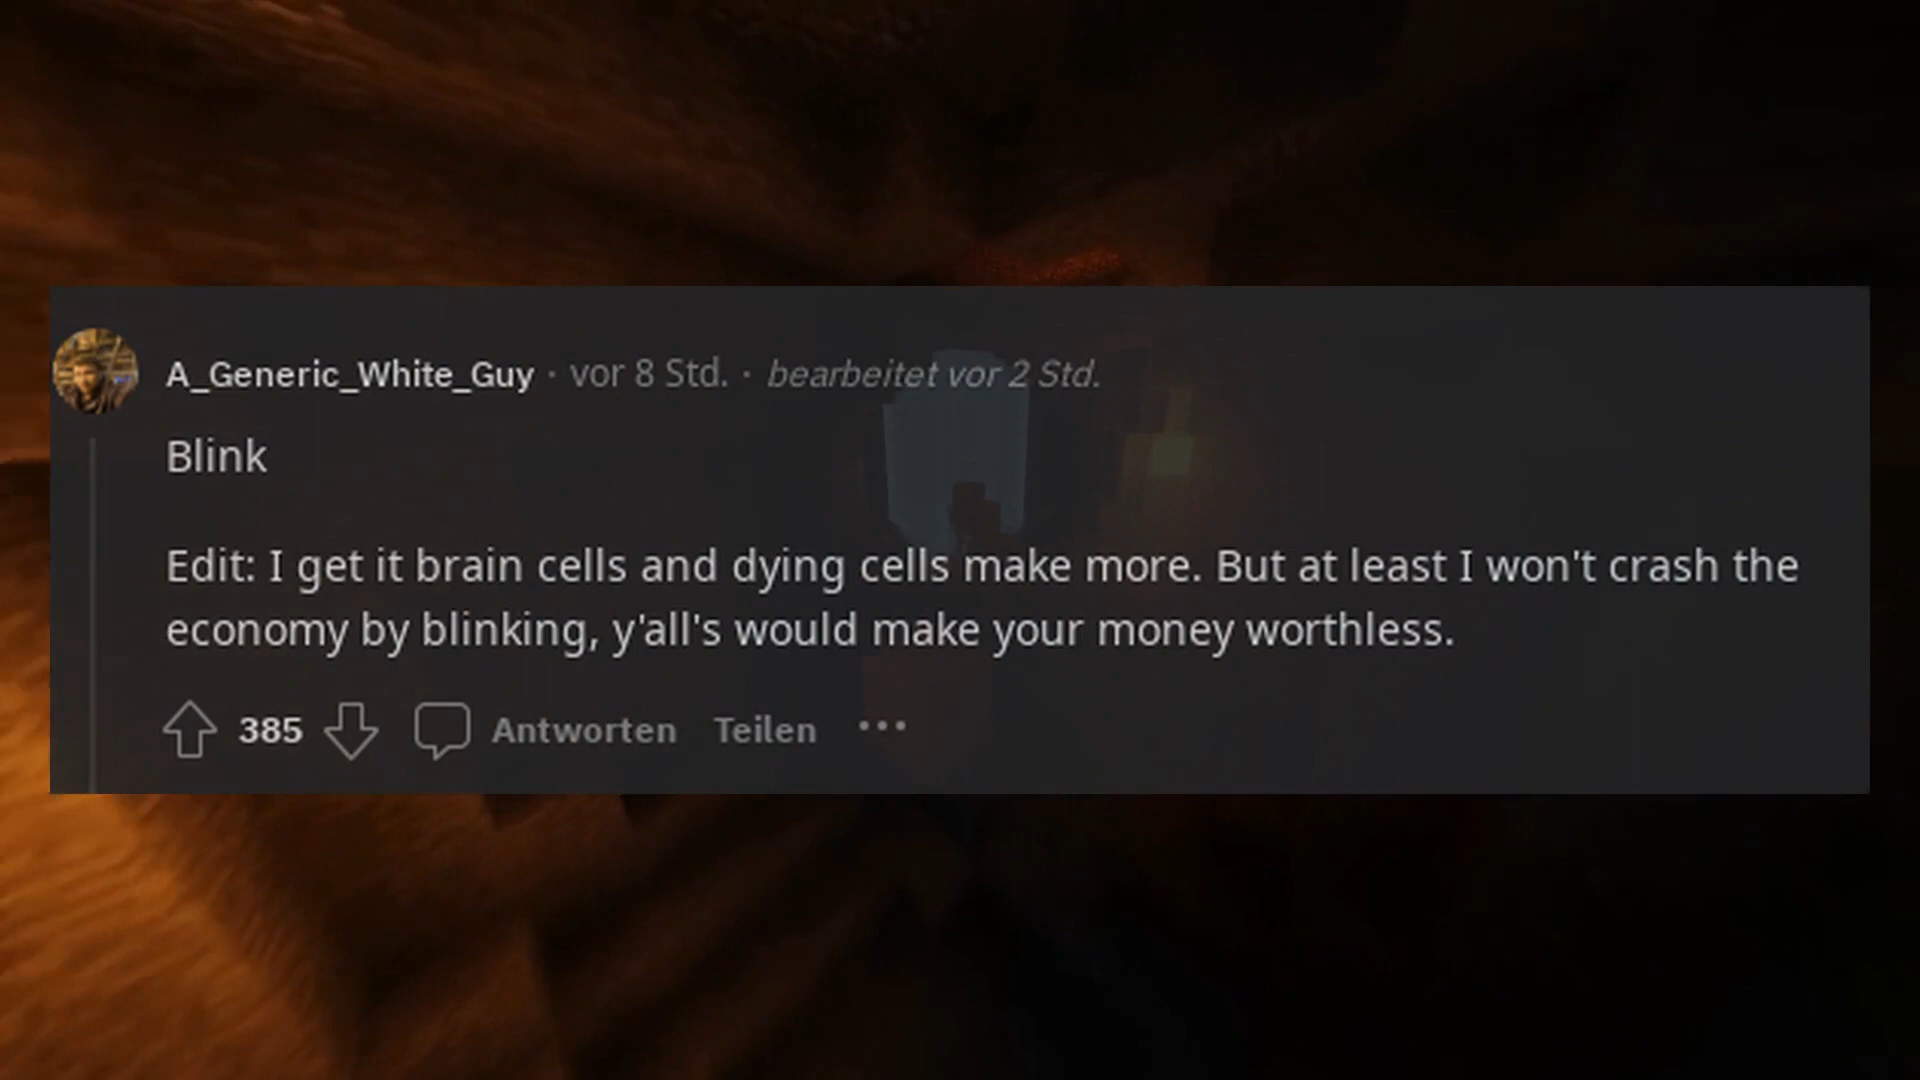 A_Generic_White_Guy · vor 8 Std. · bearbeitet vor 2 Std.
Blink
Edit: I get it brain cells and dying cells make more. But at least I won't crash the
economy by blinking, y'all's would make your money worthless.
385 Antworten Teilen ···